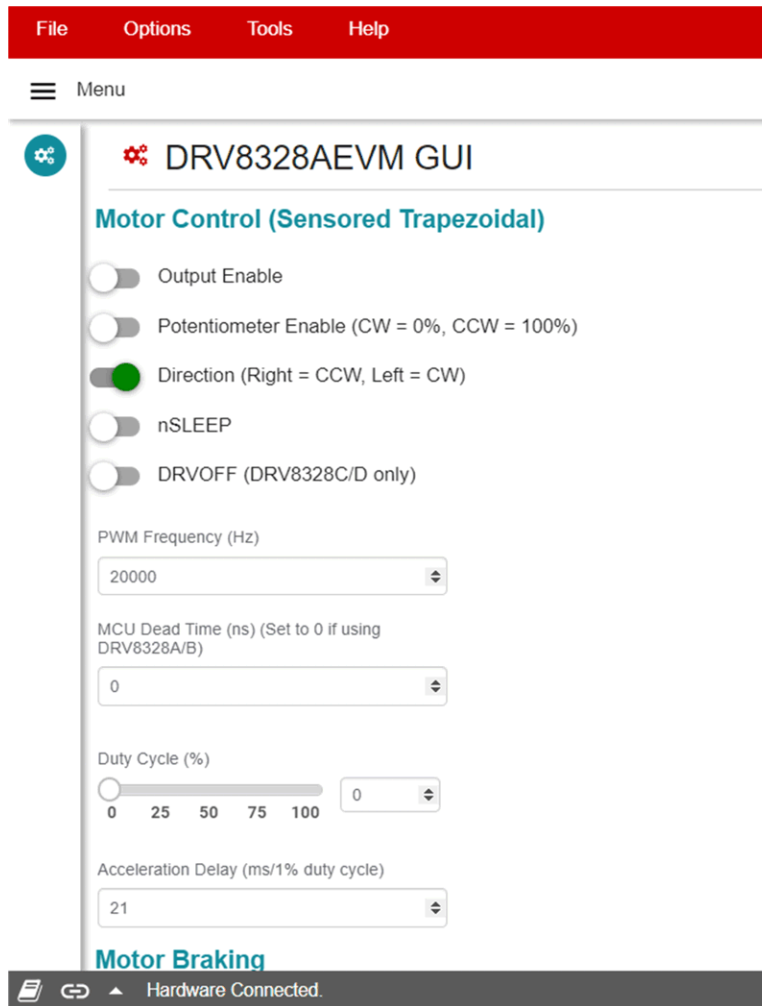 File Options Tools Help
Menu
DRV8328AEVM GUI
Motor Control (Sensored Trapezoidal)
Output Enable
Potentiometer Enable (CW = 0%, CCW = 100%)
Direction (Right = CCW, Left = CW)
nSLEEP
DRVOFF (DRV8328C/D only)
PWM Frequency (Hz)
20000
MCU Dead Time (ns) (Set to 0 if using
DRV8328A/B)
0
Duty Cycle (%)
0
0 25 50 75 100
Acceleration Delay (ms/1% duty cycle)
21
Motor Braking
Hardware Connected.